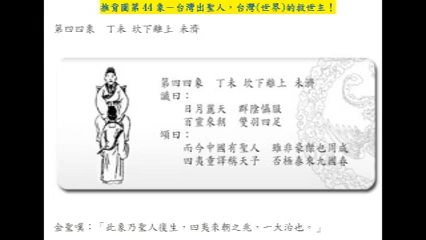 推背圖第44象－台灣出聖人，台灣(世界)的救世主！
第四四象　丁未 坎下離上 未濟
第四四象　丁未 坎下離上 未濟
讖曰：
日月麗天　群陰懾服
百靈來朝　雙羽四足
頌曰：
而今中國有聖人　雖非豪傑也周成
四夷重譯稱天子　否極泰來九國春
金聖嘆：「此象乃聖人復生，四夷來朝之兆，一大治也。」